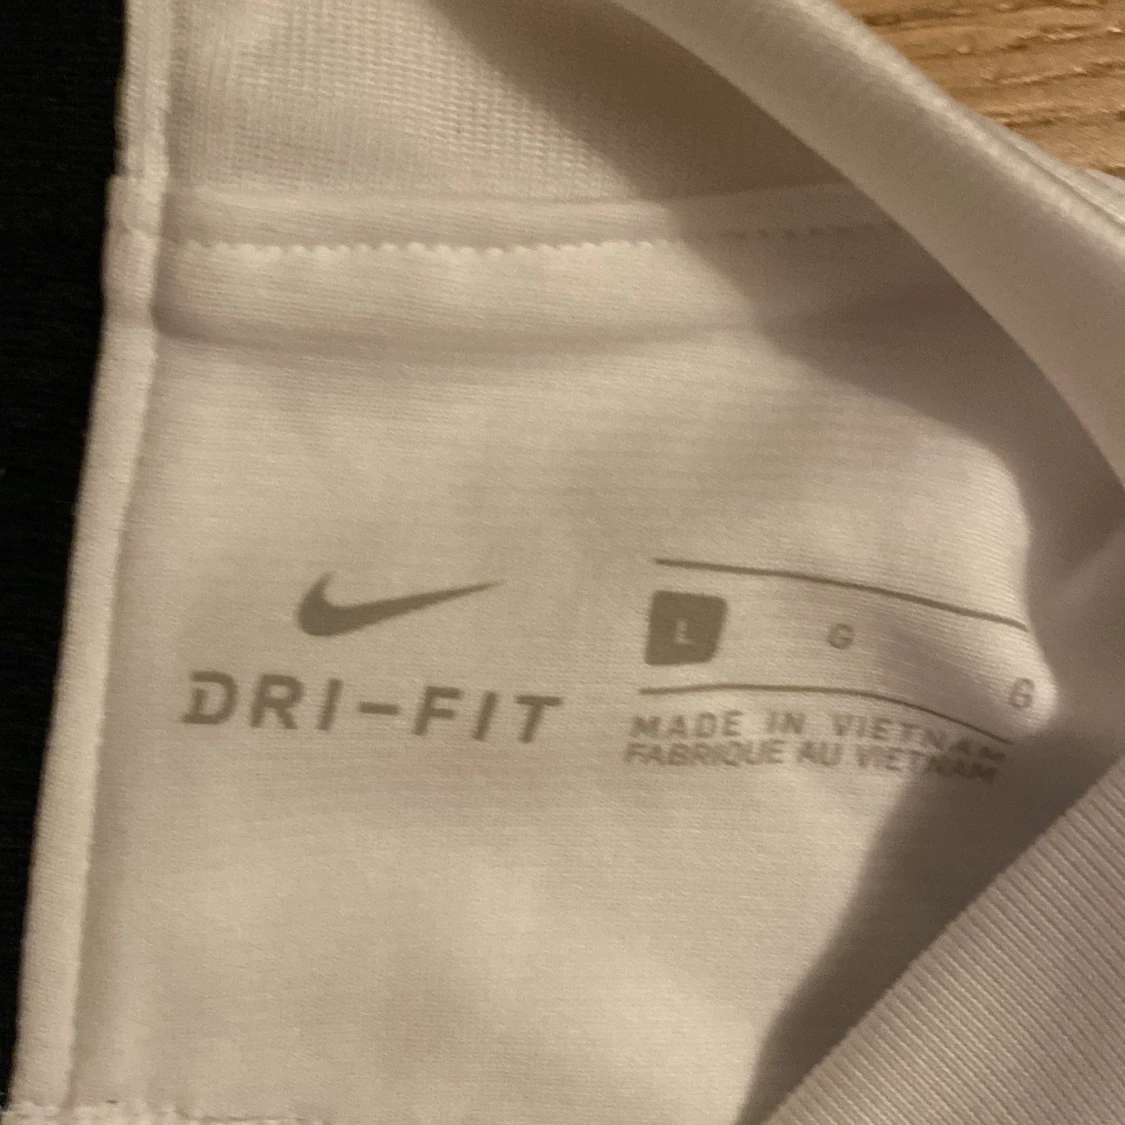 DRI-FIT
L G G
MADE IN VIETNAM
FABRIQUE AU VIETNAM